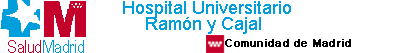 Hospital Universitario
Ramón y Cajal
SaludMadrid
Comunidad de Madrid